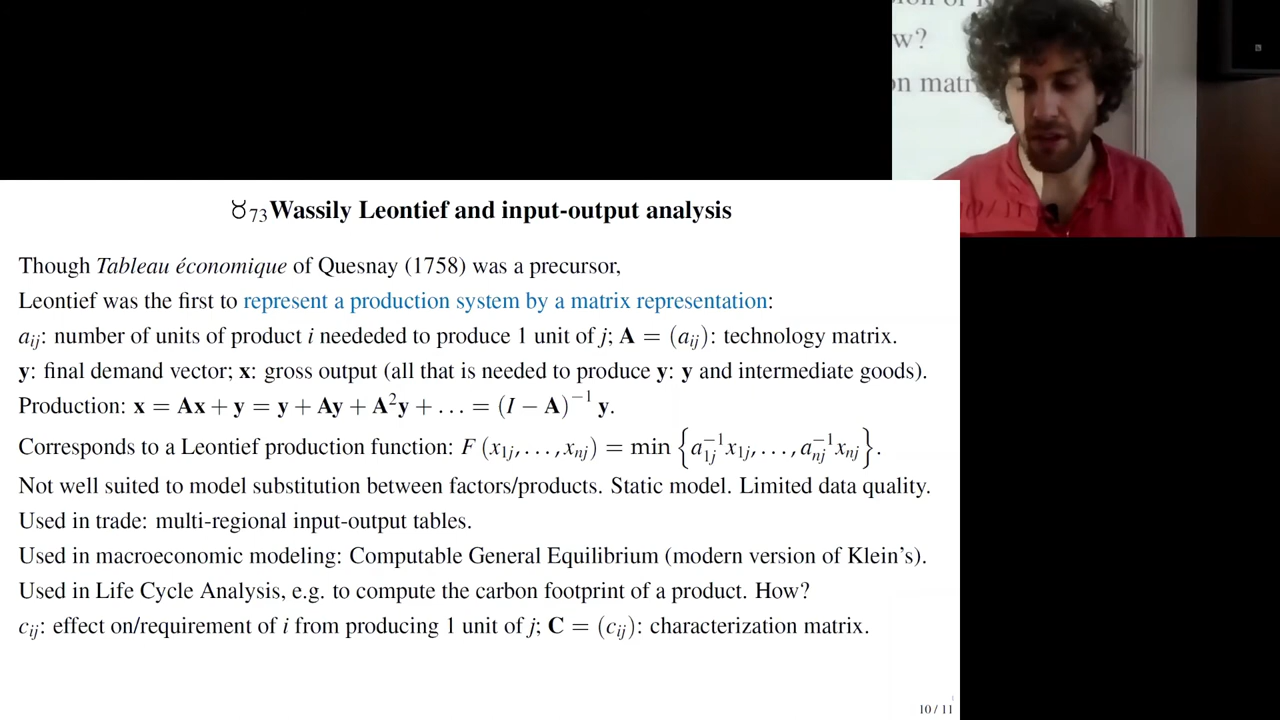 w?
on matr
♉73Wassily Leontief and input-output analysis
Though Tableau économique of Quesnay (1758) was a precursor,
Leontief was the first to represent a production system by a matrix representation:
aij: number of units of product i neededed to produce 1 unit of j; A = (aij): technology matrix.
y: final demand vector; x: gross output (all that is needed to produce y: y and intermediate goods).
Production: x = Ax + y = y + Ay + A²y + … = (I − A)⁻¹ y.
Corresponds to a Leontief production function: F (x1j, …, xnj) = min {a1j⁻¹x1j, …, anj⁻¹xnj}.
Not well suited to model substitution between factors/products. Static model. Limited data quality.
Used in trade: multi-regional input-output tables.
Used in macroeconomic modeling: Computable General Equilibrium (modern version of Klein's).
Used in Life Cycle Analysis, e.g. to compute the carbon footprint of a product. How?
cij: effect on/requirement of i from producing 1 unit of j; C = (cij): characterization matrix.
10 / 11